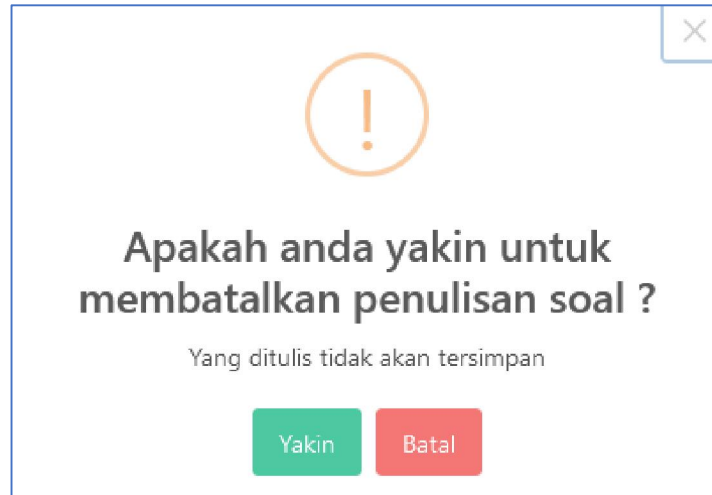 Apakah anda yakin untuk
membatalkan penulisan soal ?
Yang ditulis tidak akan tersimpan
Yakin
Batal